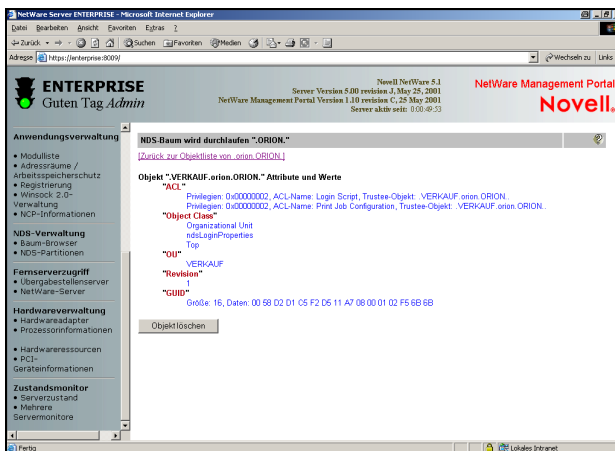 NetWare Server ENTERPRISE - Microsoft Internet Explorer
Datei Bearbeiten Ansicht Favoriten Extras ?
Zurück Suchen Favoriten Medien
Adresse https://enterprise:8009/ Wechseln zu Links
ENTERPRISE
Guten Tag Admin
Novell NetWare 5.1
Server Version 5.00 revision J, May 25, 2001
NetWare Management Portal Version 1.10 revision C, 25 May 2001
Server aktiv seit: 0:00:49:53
NetWare Management Portal
Novell.
Anwendungsverwaltung
• Modulliste
• Adressräume /
Arbeitsspeicherschutz
• Registrierung
• Winsock 2.0-
Verwaltung
• NCP-Informationen
NDS-Verwaltung
• Baum-Browser
• NDS-Partitionen
Fernserverzugriff
• Übergabestellenserver
• NetWare-Server
Hardwareverwaltung
• Hardwareadapter
• Prozessorinformationen
• Hardwareressourcen
• PCI-
Geräteinformationen
Zustandsmonitor
• Serverzustand
• Mehrere
Servermonitore
NDS-Baum wird durchlaufen ".ORION."
[Zurück zur Objektliste von .orion.ORION.]
Objekt ".VERKAUF.orion.ORION." Attribute und Werte
"ACL"
Privilegien: 0x00000002, ACL-Name: Login Script, Trustee-Objekt: .VERKAUF.orion.ORION..
Privilegien: 0x00000002, ACL-Name: Print Job Configuration, Trustee-Objekt: .VERKAUF.orion.ORION..
"Object Class"
Organizational Unit
ndsLoginProperties
Top
"OU"
VERKAUF
"Revision"
1
"GUID"
Größe: 16, Daten: 00 58 D2 D1 C5 F2 D5 11 A7 08 00 01 02 F5 6B 6B
Objekt löschen
Fertig Lokales Intranet